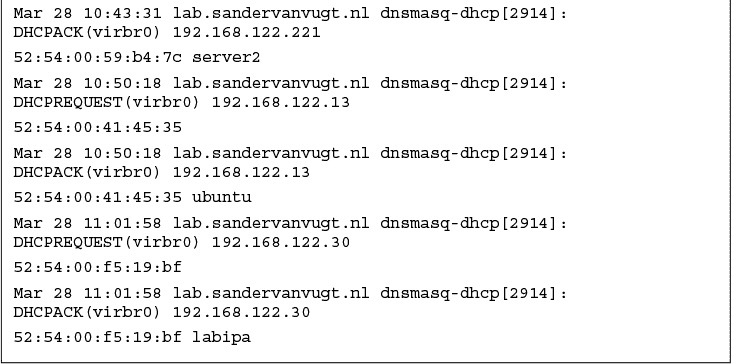 Mar 28 10:43:31 lab.sandervanvugt.nl dnsmasq-dhcp[2914]:
DHCPACK(virbr0) 192.168.122.221
52:54:00:59:b4:7c server2
Mar 28 10:50:18 lab.sandervanvugt.nl dnsmasq-dhcp[2914]:
DHCPREQUEST(virbr0) 192.168.122.13
52:54:00:41:45:35
Mar 28 10:50:18 lab.sandervanvugt.nl dnsmasq-dhcp[2914]:
DHCPACK(virbr0) 192.168.122.13
52:54:00:41:45:35 ubuntu
Mar 28 11:01:58 lab.sandervanvugt.nl dnsmasq-dhcp[2914]:
DHCPREQUEST(virbr0) 192.168.122.30
52:54:00:f5:19:bf
Mar 28 11:01:58 lab.sandervanvugt.nl dnsmasq-dhcp[2914]:
DHCPACK(virbr0) 192.168.122.30
52:54:00:f5:19:bf labipa